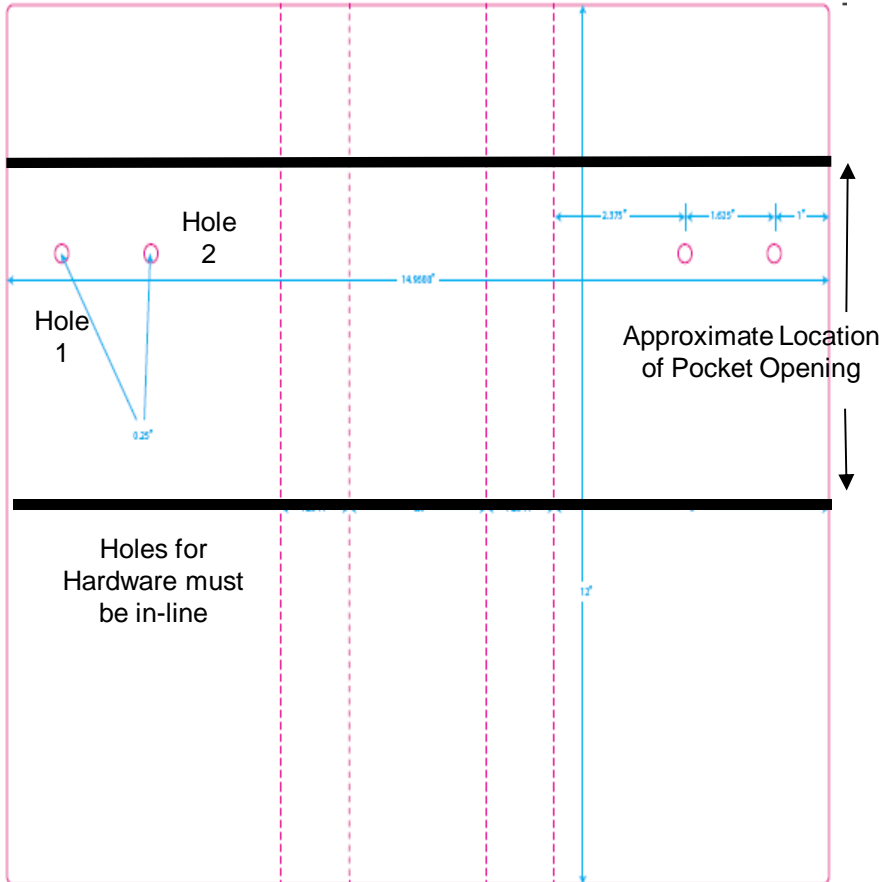 Hole
2
2.375"
1.625"
1"
14.9688"
Hole
1
Approximate Location
of Pocket Opening
0.25"
Holes for
Hardware must
be in-line
12"